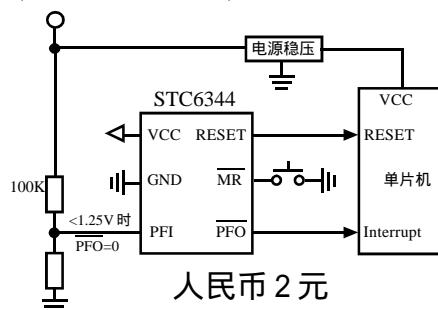 电源稳压
STC6344
VCC
VCC RESET
RESET
100K
GND MR
单片机
<1.25V 时
PFI PFO
Interrupt
PFO=0
人民币 2 元